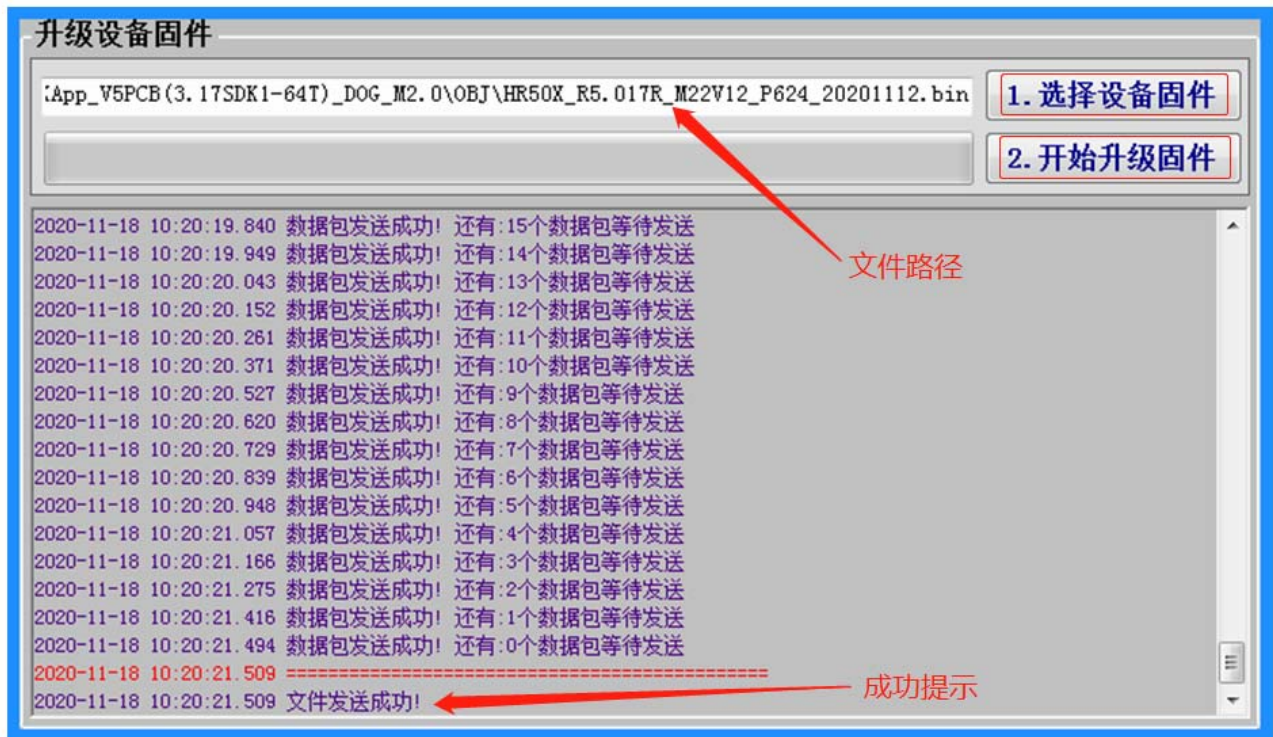 升级设备固件
:App_V5PCB(3.17SDK1-64T)_DOG_M2.0\OBJ\HR50X_R5.017R_M22V12_P624_20201112.bin
1.选择设备固件
2.开始升级固件
2020-11-18 10:20:19.840 数据包发送成功! 还有:15个数据包等待发送
2020-11-18 10:20:19.949 数据包发送成功! 还有:14个数据包等待发送
文件路径
2020-11-18 10:20:20.043 数据包发送成功! 还有:13个数据包等待发送
2020-11-18 10:20:20.152 数据包发送成功! 还有:12个数据包等待发送
2020-11-18 10:20:20.261 数据包发送成功! 还有:11个数据包等待发送
2020-11-18 10:20:20.371 数据包发送成功! 还有:10个数据包等待发送
2020-11-18 10:20:20.527 数据包发送成功! 还有:9个数据包等待发送
2020-11-18 10:20:20.620 数据包发送成功! 还有:8个数据包等待发送
2020-11-18 10:20:20.729 数据包发送成功! 还有:7个数据包等待发送
2020-11-18 10:20:20.839 数据包发送成功! 还有:6个数据包等待发送
2020-11-18 10:20:20.948 数据包发送成功! 还有:5个数据包等待发送
2020-11-18 10:20:21.057 数据包发送成功! 还有:4个数据包等待发送
2020-11-18 10:20:21.166 数据包发送成功! 还有:3个数据包等待发送
2020-11-18 10:20:21.275 数据包发送成功! 还有:2个数据包等待发送
2020-11-18 10:20:21.416 数据包发送成功! 还有:1个数据包等待发送
2020-11-18 10:20:21.494 数据包发送成功! 还有:0个数据包等待发送
2020-11-18 10:20:21.509 ==============================================
成功提示
2020-11-18 10:20:21.509 文件发送成功!